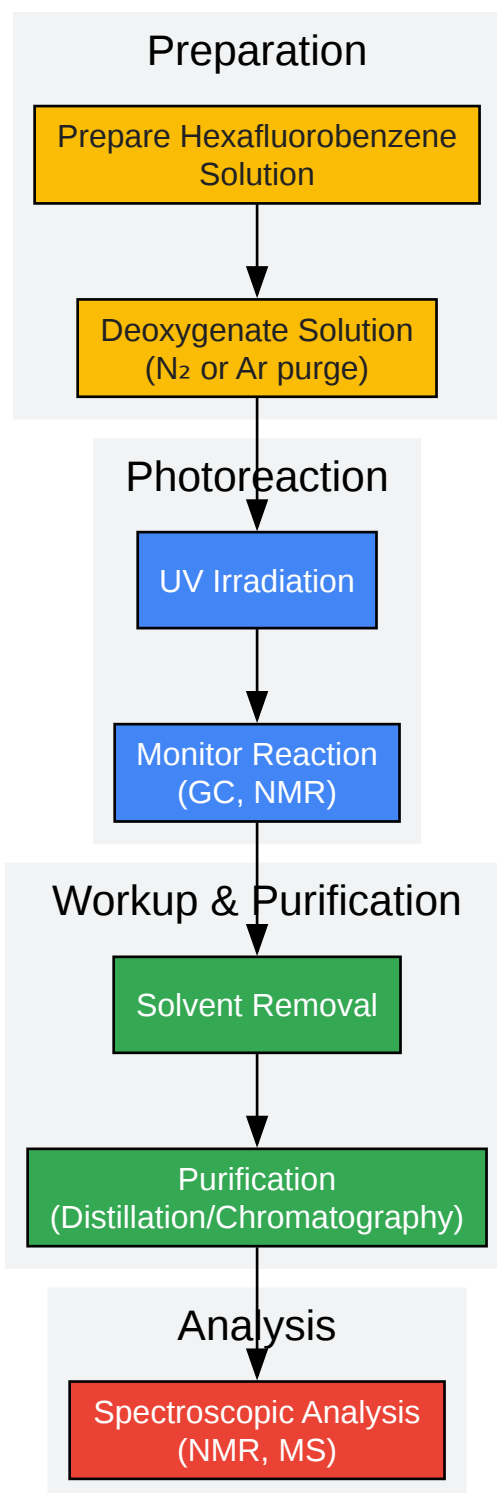 Preparation
Prepare Hexafluorobenzene
Solution
Deoxygenate Solution
(N₂ or Ar purge)
Photoreaction
UV Irradiation
Monitor Reaction
(GC, NMR)
Workup & Purification
Solvent Removal
Purification
(Distillation/Chromatography)
Analysis
Spectroscopic Analysis
(NMR, MS)